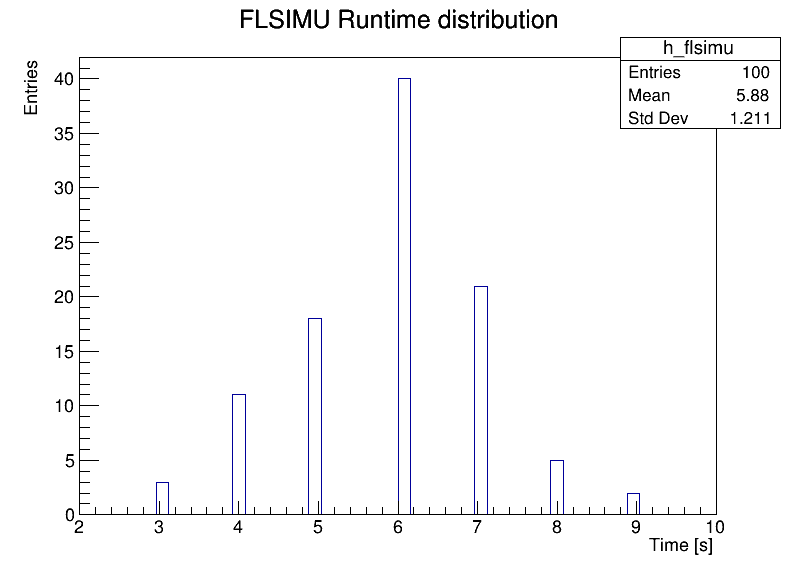 FLSIMU Runtime distribution
h_flsimu
Entries 100
Mean 5.88
Std Dev 1.211
Entries
40
35
30
25
20
15
10
5
0
2 3 4 5 6 7 8 9 10
Time [s]